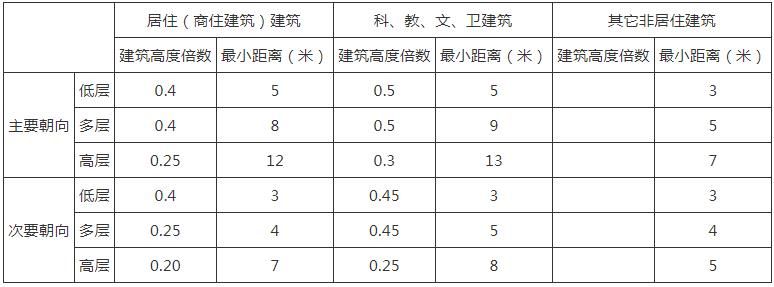 居住（商住建筑）建筑 科、教、文、卫建筑 其它非居住建筑
建筑高度倍数 最小距离（米） 建筑高度倍数 最小距离（米） 建筑高度倍数 最小距离（米）
主要朝向 低层 0.4 5 0.5 5 3
多层 0.4 8 0.5 9 5
高层 0.25 12 0.3 13 7
次要朝向 低层 0.4 3 0.45 3 3
多层 0.25 4 0.45 5 4
高层 0.20 7 0.25 8 5